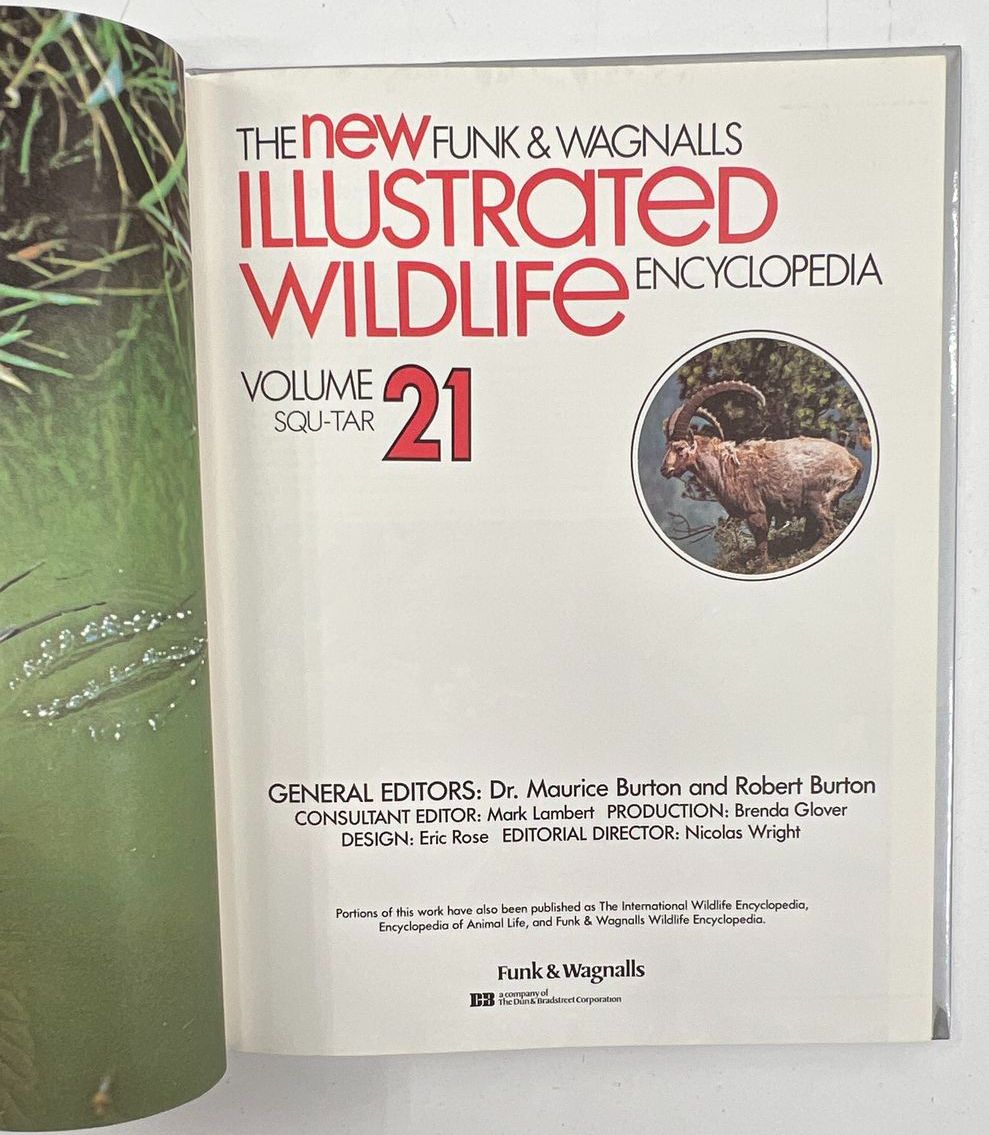 THE new FUNK & WAGNALLS
ILLUSTRaTeD
WILDLIFe ENCYCLOPEDIA
VOLUME 21
SQU-TAR
GENERAL EDITORS: Dr. Maurice Burton and Robert Burton
CONSULTANT EDITOR: Mark Lambert PRODUCTION: Brenda Glover
DESIGN: Eric Rose EDITORIAL DIRECTOR: Nicolas Wright
Portions of this work have also been published as The International Wildlife Encyclopedia,
Encyclopedia of Animal Life, and Funk & Wagnalls Wildlife Encyclopedia.
Funk & Wagnalls
DB a company of
The Dun & Bradstreet Corporation